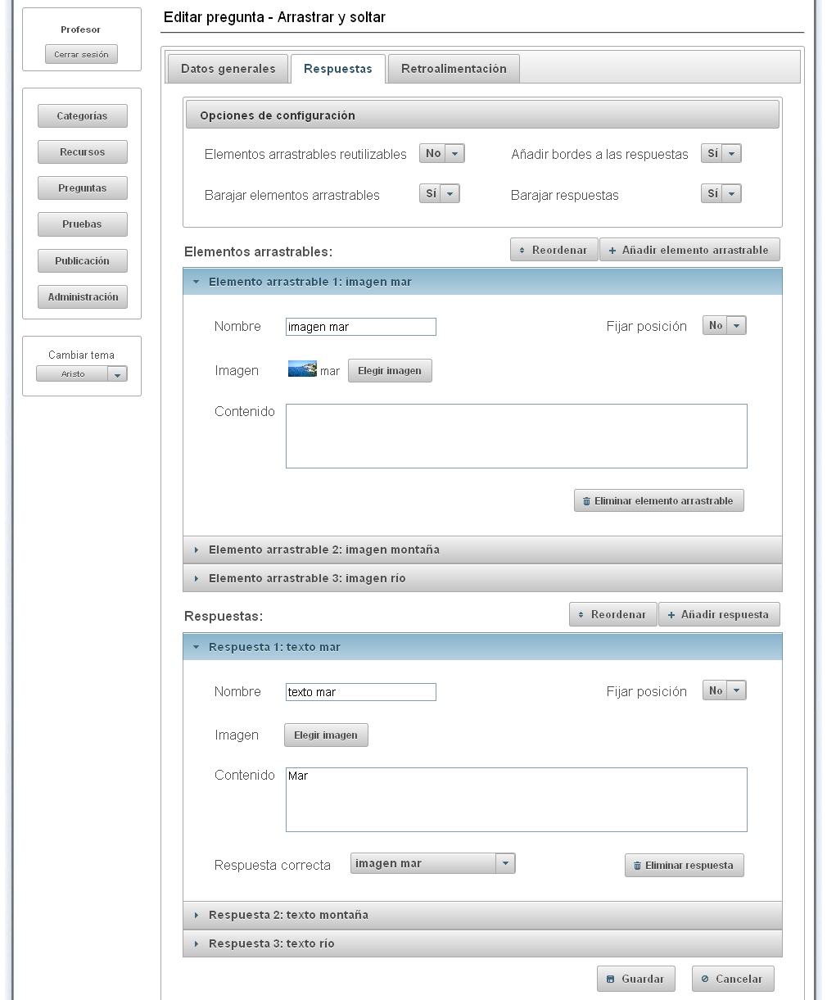 Profesor
Cerrar sesión
Categorías
Recursos
Preguntas
Pruebas
Publicación
Administración
Cambiar tema
Aristo
Editar pregunta - Arrastrar y soltar
Datos generales Respuestas Retroalimentación
Opciones de configuración
Elementos arrastrables reutilizables No Añadir bordes a las respuestas Sí
Barajar elementos arrastrables Sí Barajar respuestas Sí
Elementos arrastrables: Reordenar Añadir elemento arrastrable
Elemento arrastrable 1: imagen mar
Nombre imagen mar Fijar posición No
Imagen mar Elegir imagen
Contenido
Eliminar elemento arrastrable
Elemento arrastrable 2: imagen montaña
Elemento arrastrable 3: imagen río
Respuestas: Reordenar Añadir respuesta
Respuesta 1: texto mar
Nombre texto mar Fijar posición No
Imagen Elegir imagen
Contenido Mar
Respuesta correcta imagen mar Eliminar respuesta
Respuesta 2: texto montaña
Respuesta 3: texto río
Guardar Cancelar